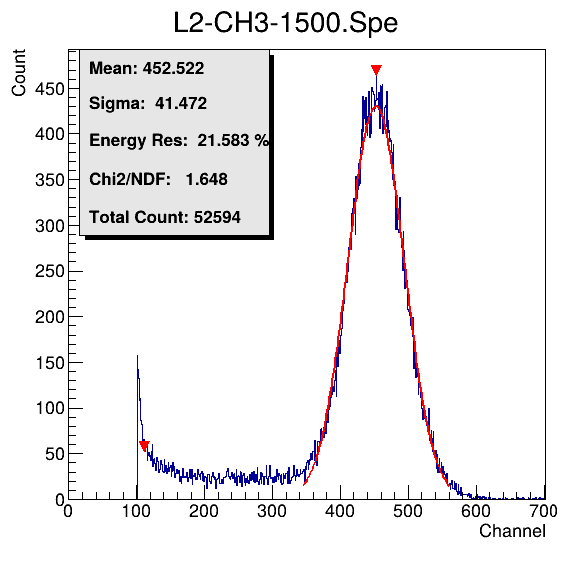 L2-CH3-1500.Spe
Count
Mean: 452.522
Sigma: 41.472
Energy Res: 21.583 %
Chi2/NDF: 1.648
Total Count: 52594
450
400
350
300
250
200
150
100
50
0
0 100 200 300 400 500 600 700
Channel